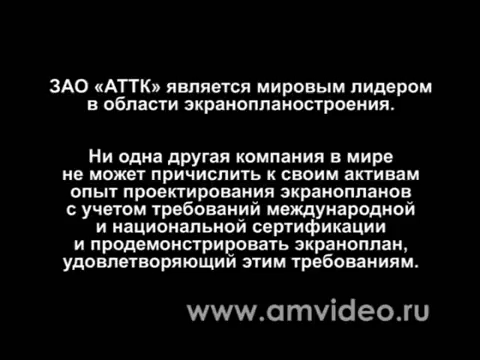 ЗАО «АТТК» является мировым лидером
в области экранопланостроения.
Ни одна другая компания в мире
не может причислить к своим активам
опыт проектирования экранопланов
с учетом требований международной
и национальной сертификации
и продемонстрировать экраноплан,
удовлетворяющий этим требованиям.
www.amvideo.ru